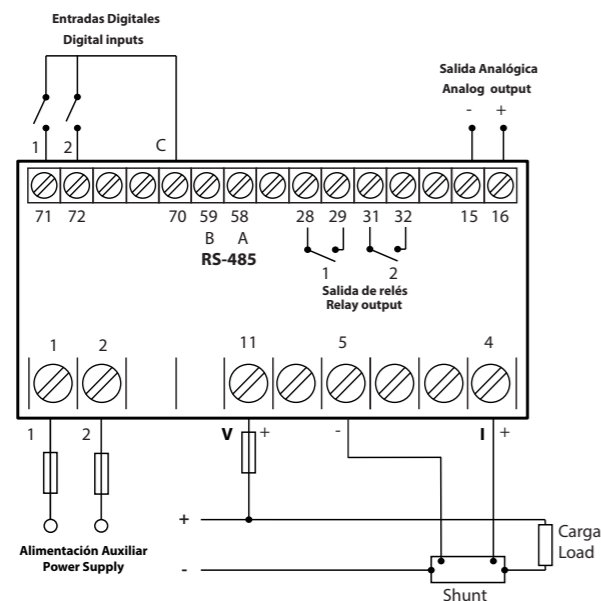 Entradas Digitales
Digital inputs
Salida Analógica
Analog output
- +
1 2 C
71 72 70 59 58 28 29 31 32 15 16
B A
RS-485
1 2
Salida de relés
Relay output
1 2 11 5 4
1 2 V + - I +
+
Carga
Load
Alimentación Auxiliar
Power Supply
-
Shunt